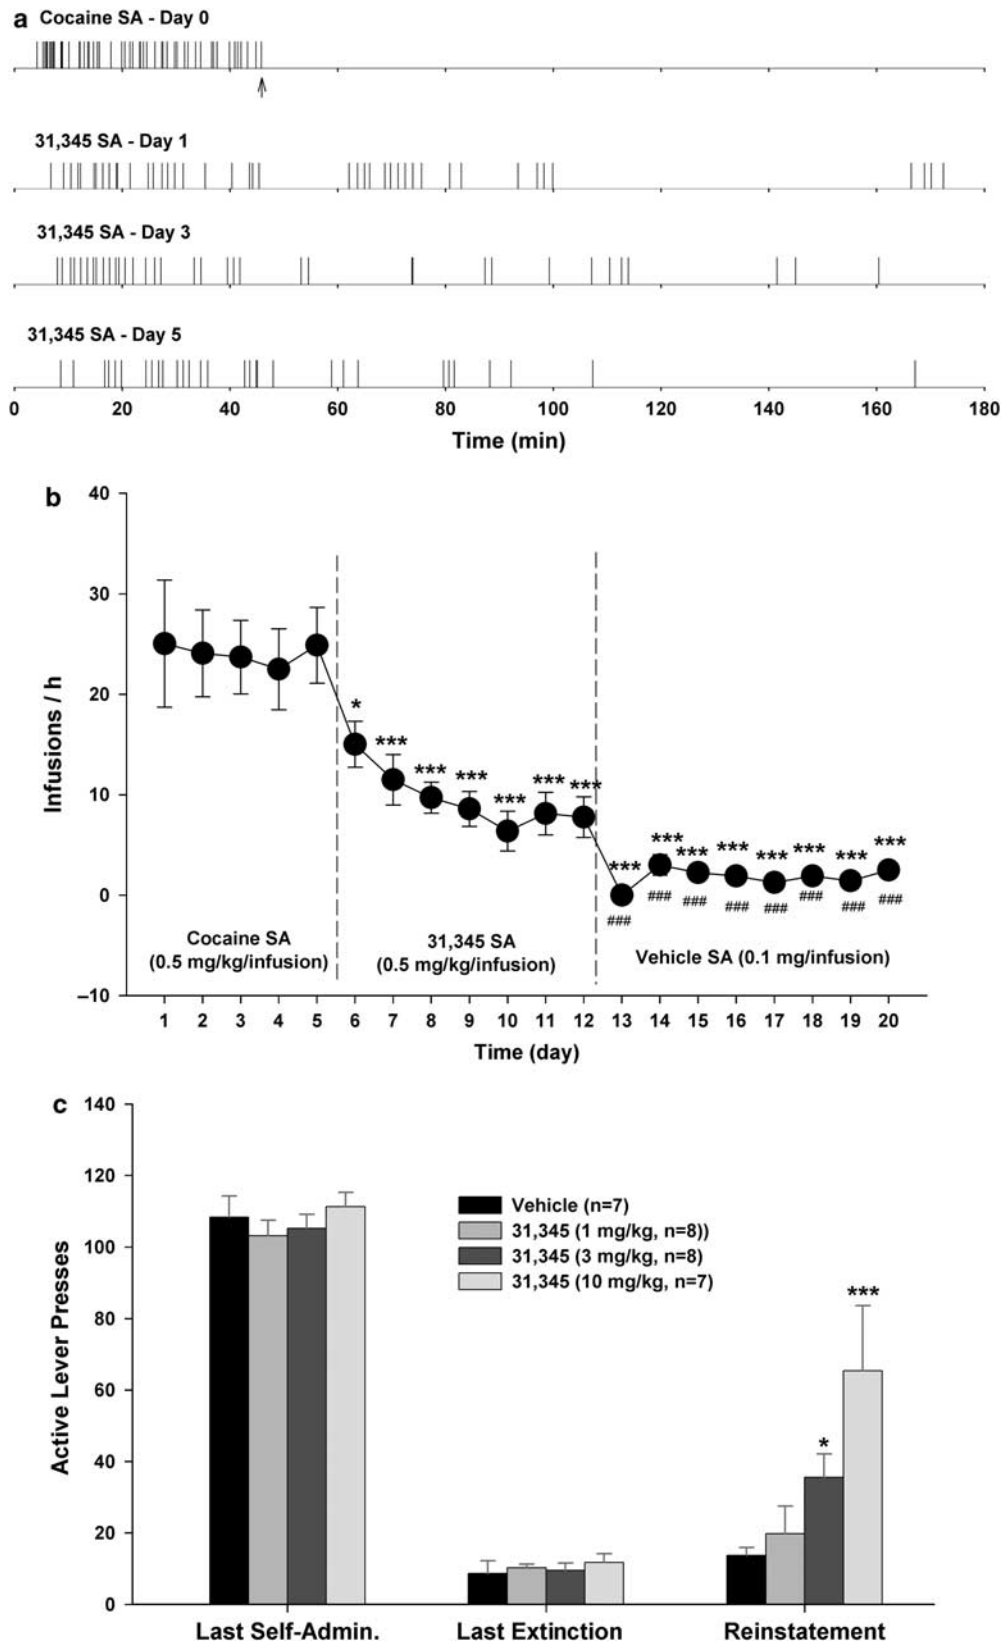 a Cocaine SA - Day 0
31,345 SA - Day 1
31,345 SA - Day 3
31,345 SA - Day 5
0 20 40 60 80 100 120 140 160 180
Time (min)
b
40
30
20
10
0
–10
Infusions / h
*
***
***
***
***
***
***
***
***
***
***
***
***
***
***
###
###
###
###
###
###
###
###
Cocaine SA
(0.5 mg/kg/infusion)
31,345 SA
(0.5 mg/kg/infusion)
Vehicle SA (0.1 mg/infusion)
1 2 3 4 5 6 7 8 9 10 11 12 13 14 15 16 17 18 19 20
Time (day)
c
140
120
100
80
60
40
20
0
Active Lever Presses
Vehicle (n=7)
31,345 (1 mg/kg, n=8))
31,345 (3 mg/kg, n=8)
31,345 (10 mg/kg, n=7)
*
***
Last Self-Admin. Last Extinction Reinstatement